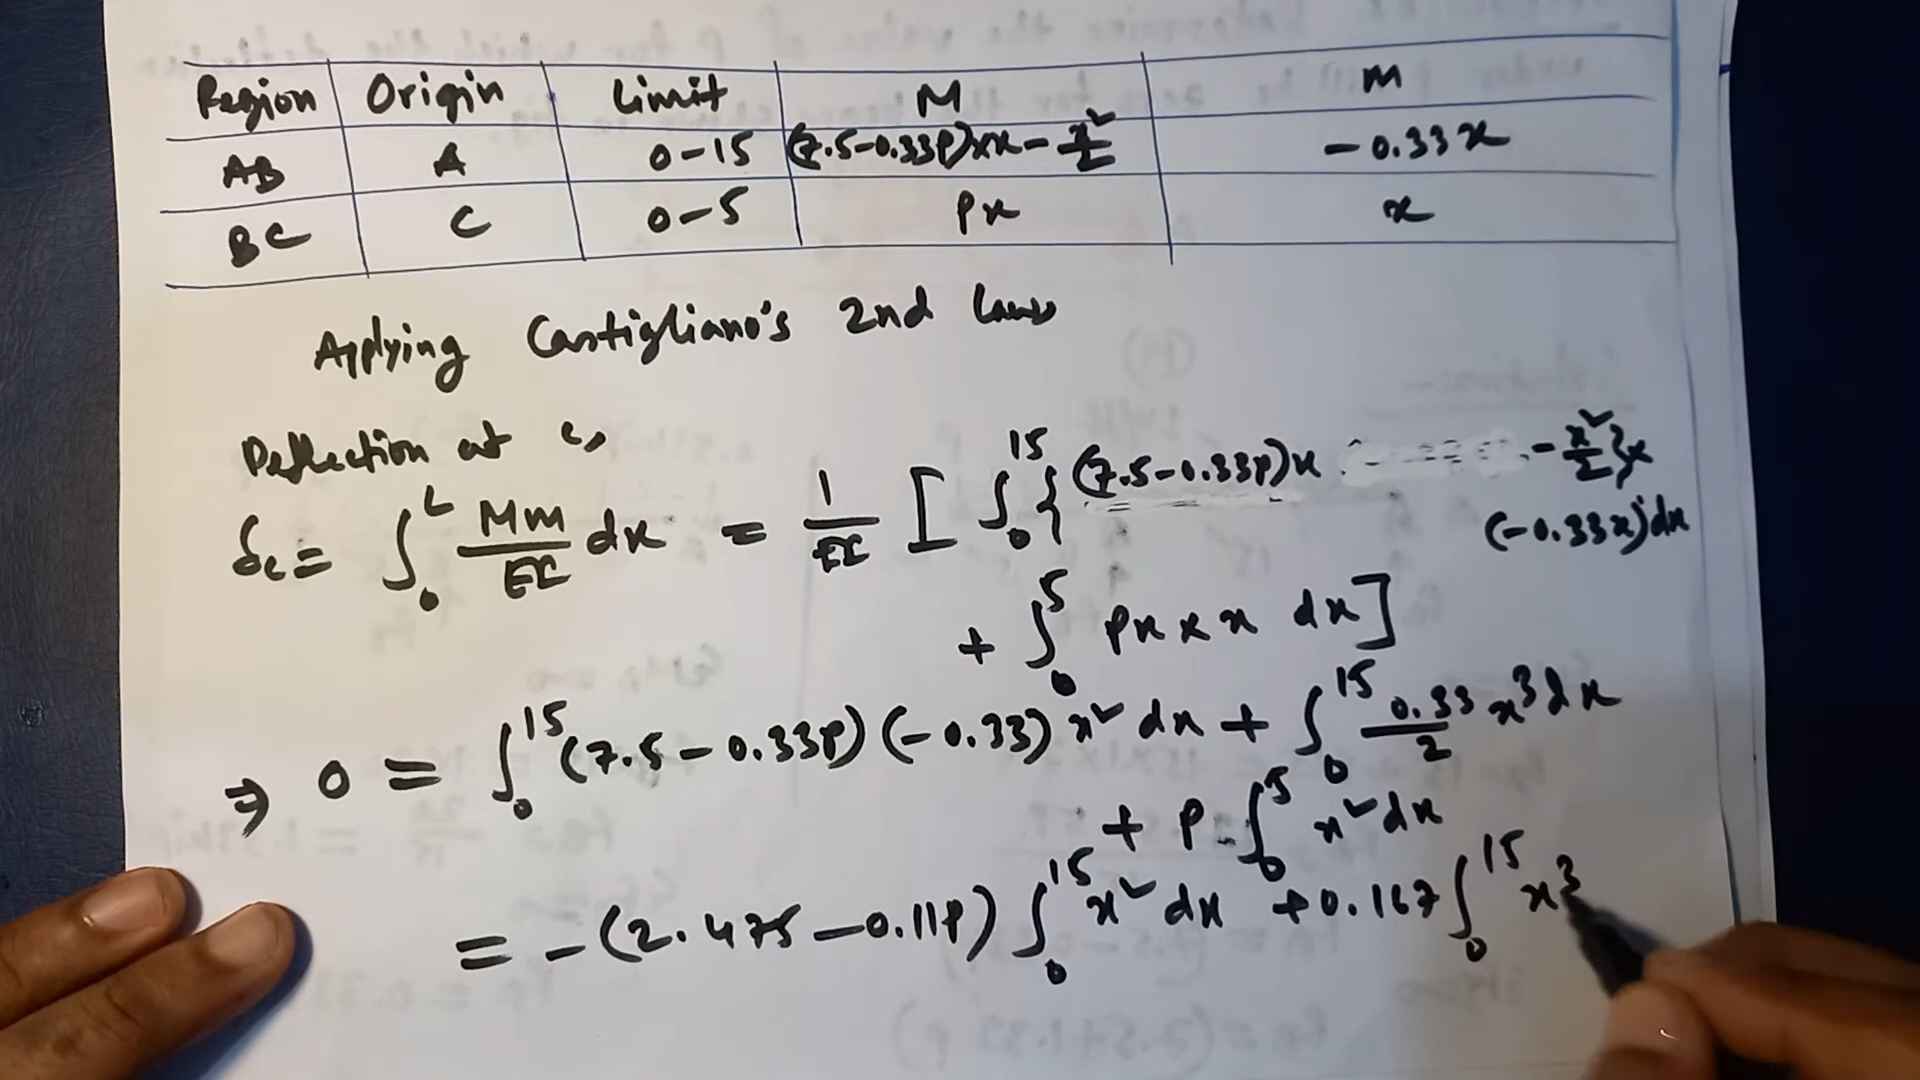 Region Origin Limit M m
AB A 0-15 (7.5-0.33P)×x-x²/2 -0.33x
BC C 0-5 Px x
Applying Castigliano's 2nd Law
Deflection at c,
δc = ∫₀ᴸ Mm/EI dx = 1/EI [ ∫₀¹⁵ { (7.5-0.33P)x - x²/2 } x
(-0.33x) dx
+ ∫₀⁵ Px × x dx ]
⇒ 0 = ∫₀¹⁵ (7.5-0.33P)(-0.33) x² dx + ∫₀¹⁵ 0.33/2 x³ dx
+ P ∫₀⁵ x² dx
= -(2.475-0.11P) ∫₀¹⁵ x² dx + 0.167 ∫₀¹⁵ x³